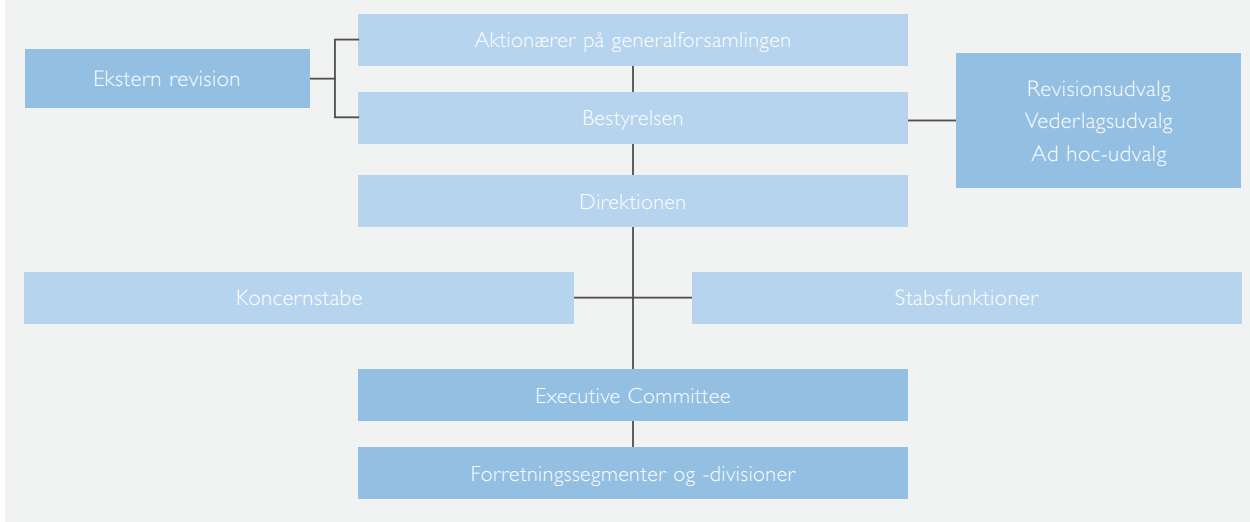 Aktionærer på generalforsamlingen
Ekstern revision
Bestyrelsen
Revisionsudvalg
Vederlagsudvalg
Ad hoc-udvalg
Direktionen
Koncernstabe
Stabsfunktioner
Executive Committee
Forretningssegmenter og -divisioner